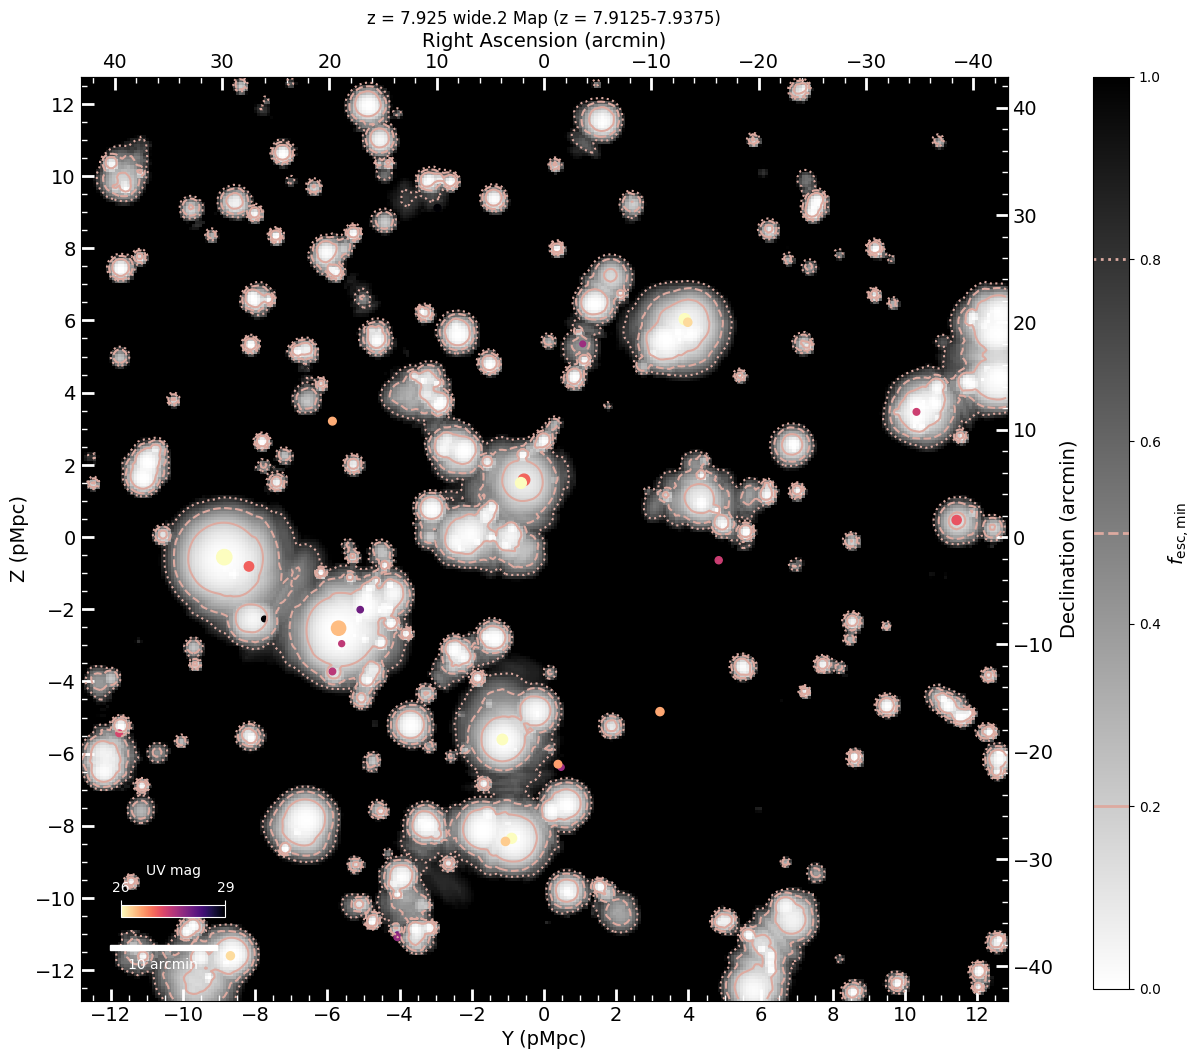 z = 7.925 wide.2 Map (z = 7.9125-7.9375)
Right Ascension (arcmin)
40 30 20 10 0 −10 −20 −30 −40
12 10 8 6 4 2 0 −2 −4 −6 −8 −10 −12
Z (pMpc)
40 30 20 10 0 −10 −20 −30 −40
Declination (arcmin)
1.0 0.8 0.6 0.4 0.2 0.0
fesc,min
UV mag
26 29
10 arcmin
−12 −10 −8 −6 −4 −2 0 2 4 6 8 10 12
Y (pMpc)